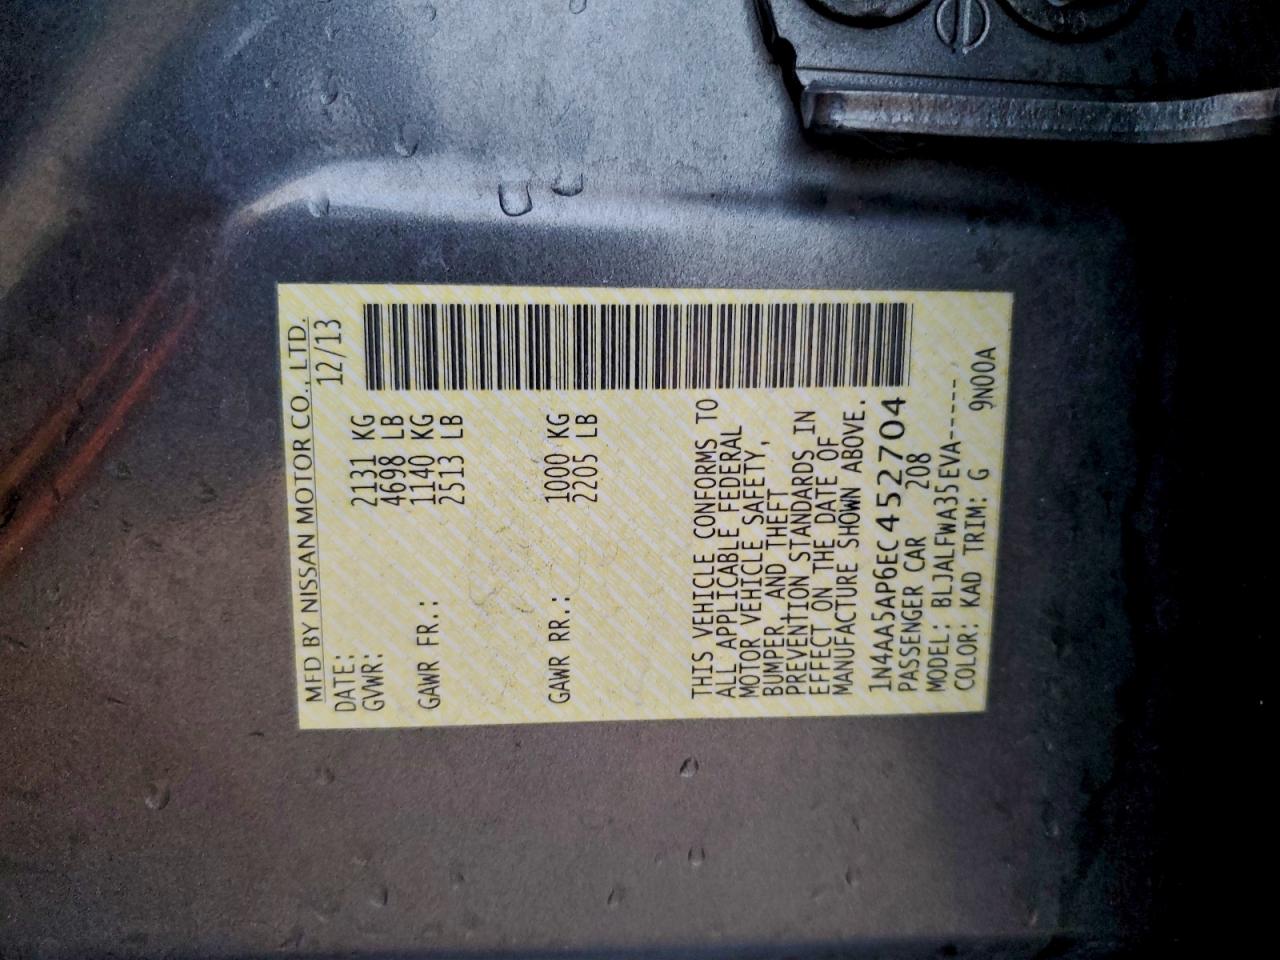 MFD BY NISSAN MOTOR CO., LTD.
DATE: 12/13
GVWR: 2131 KG
4698 LB
GAWR FR.: 1140 KG
2513 LB
GAWR RR.: 1000 KG
2205 LB
THIS VEHICLE CONFORMS TO
ALL APPLICABLE FEDERAL
MOTOR VEHICLE SAFETY,
BUMPER, AND THEFT
PREVENTION STANDARDS IN
EFFECT ON THE DATE OF
MANUFACTURE SHOWN ABOVE.
1N4AA5AP6EC452704
PASSENGER CAR 208
MODEL: BLJALFWA35EVA-----,
COLOR: KAD TRIM: G 9N00A